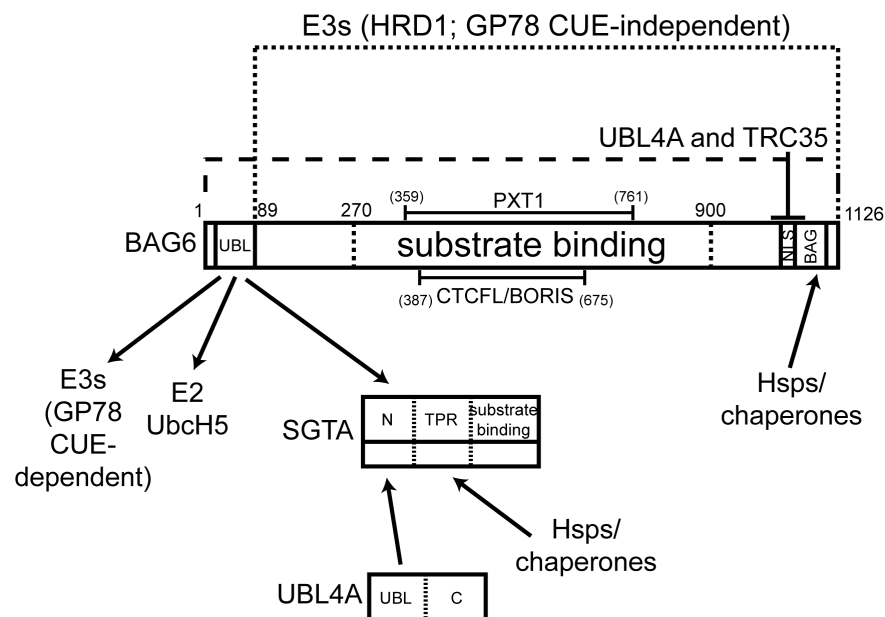 E3s (HRD1; GP78 CUE-independent)
UBL4A and TRC35
(359) PXT1 (761)
1 89 270 900 1126
BAG6 UBL substrate binding NLS BAG
(387) CTCFL/BORIS (675)
E3s
(GP78
CUE-
dependent)
E2
UbcH5
Hsps/
chaperones
SGTA N TPR substrate
binding
Hsps/
chaperones
UBL4A UBL C